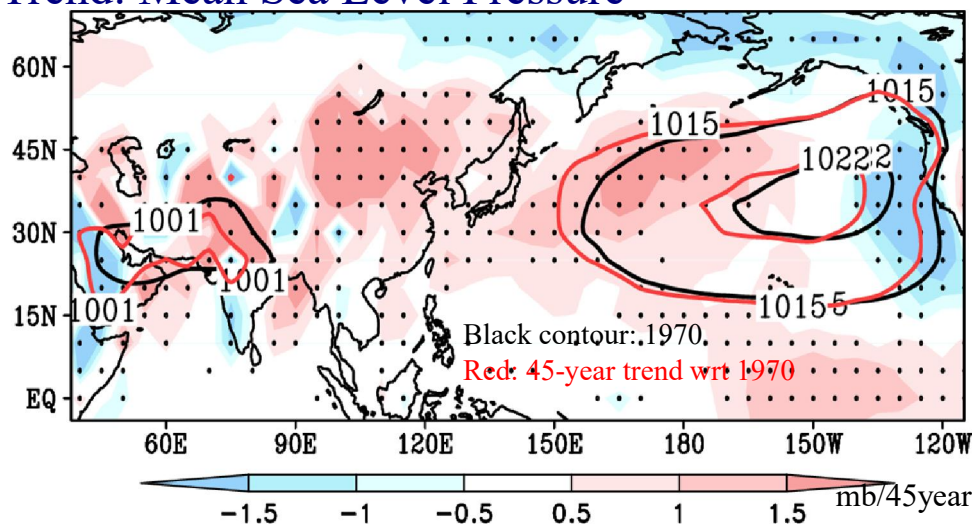 Trend: Mean Sea Level Pressure
60N
45N
30N
15N
EQ
1015
1015
1022
1001
1001
1001
1015
Black contour: 1970
Red: 45-year trend wrt 1970
60E 90E 120E 150E 180 150W 120W
-1.5 -1 -0.5 0.5 1 1.5 mb/45year